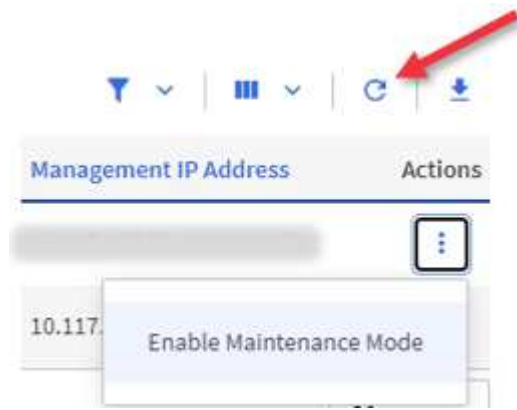 Management IP Address Actions
10.117.
Enable Maintenance Mode